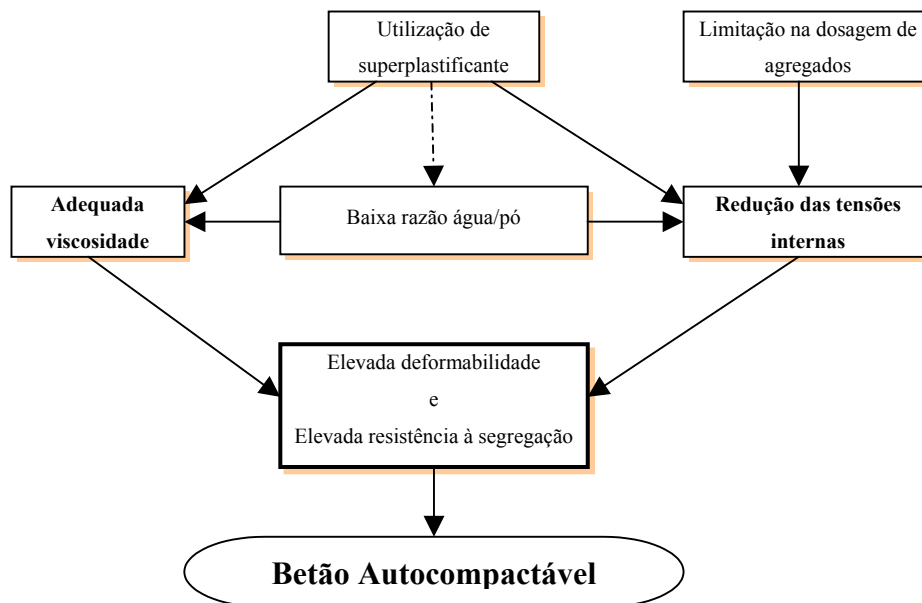 Utilização de
superplastificante
Limitação na dosagem de
agregados
Adequada
viscosidade
Baixa razão água/pó
Redução das tensões
internas
Elevada deformabilidade
e
Elevada resistência à segregação
Betão Autocompactável